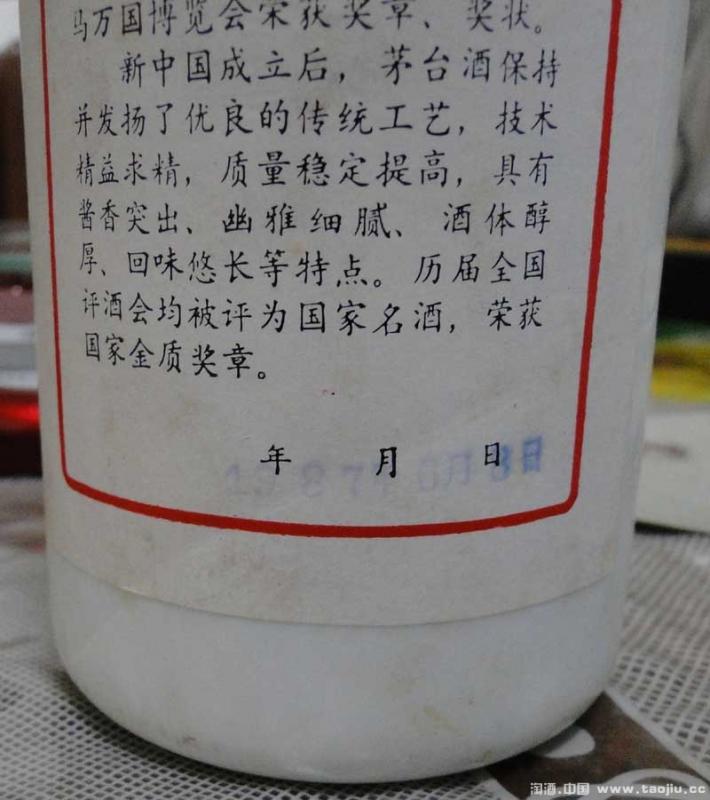 马万国博览会荣获奖章、奖状。
新中国成立后，茅台酒保持
并发扬了优良的传统工艺，技术
精益求精，质量稳定提高，具有
酱香突出、幽雅细腻、酒体醇
厚、回味悠长等特点。历届全国
评酒会均被评为国家名酒，荣获
国家金质奖章。
年 月 日
淘酒.中国 www.taojiu.cc